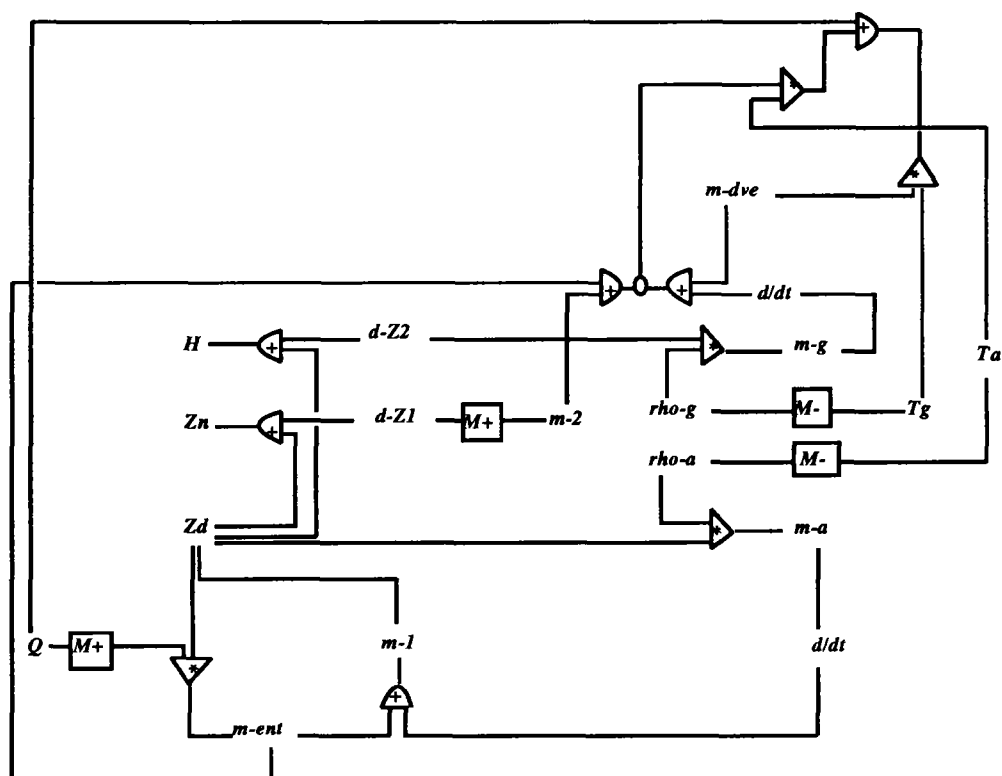 +
*
*
m-dve
+ +
d/dt
H + d-Z2 * m-g
Ta
Zn + d-Z1 M+ m-2 rho-g M- Tg
rho-a M-
Zd * m-a
Q M+ * m-1 d/dt
+
m-ent